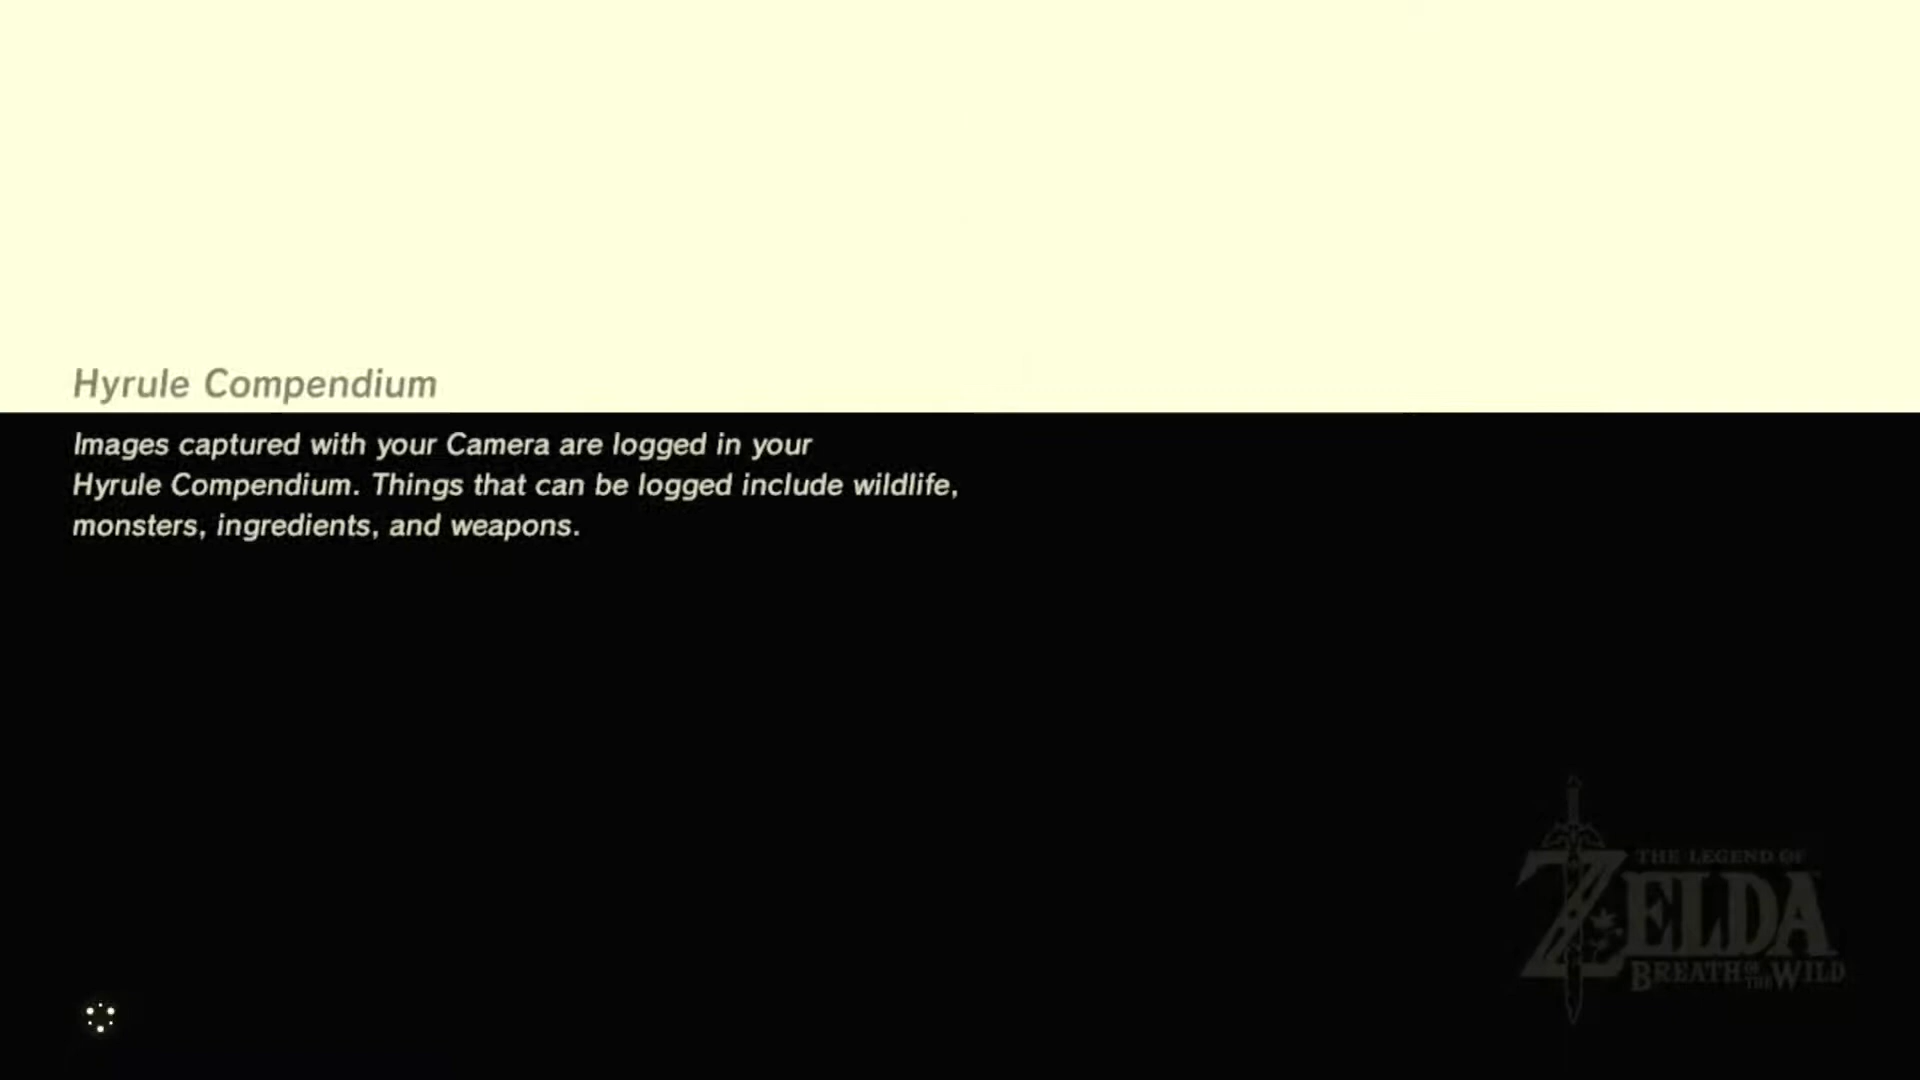 Hyrule Compendium
Images captured with your Camera are logged in your
Hyrule Compendium. Things that can be logged include wildlife,
monsters, ingredients, and weapons.
THE LEGEND OF
ZELDA
BREATH OF THE WILD